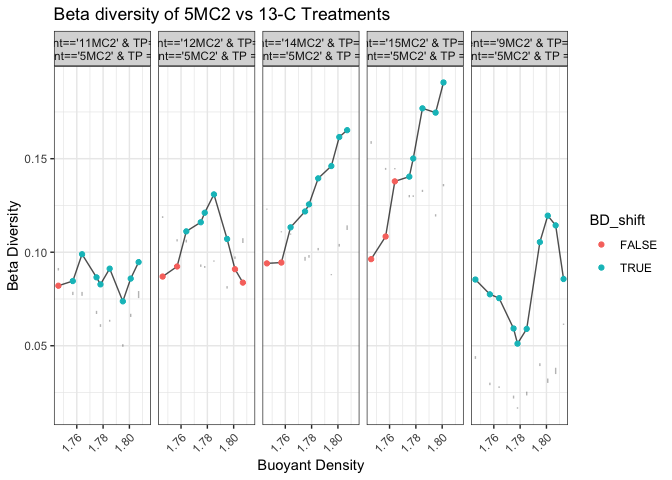 Beta diversity of 5MC2 vs 13-C Treatments
nt=='11MC2' & TP=
nt=='5MC2' & TP =
nt=='12MC2' & TP=
nt=='5MC2' & TP =
nt=='14MC2' & TP=
nt=='5MC2' & TP =
nt=='15MC2' & TP=
nt=='5MC2' & TP =
ent=='9MC2' & TP=
nt=='5MC2' & TP =
0.15
0.10
0.05
Beta Diversity
1.76
1.78
1.80
1.76
1.78
1.80
1.76
1.78
1.80
1.76
1.78
1.80
1.76
1.78
1.80
Buoyant Density
BD_shift
FALSE
TRUE